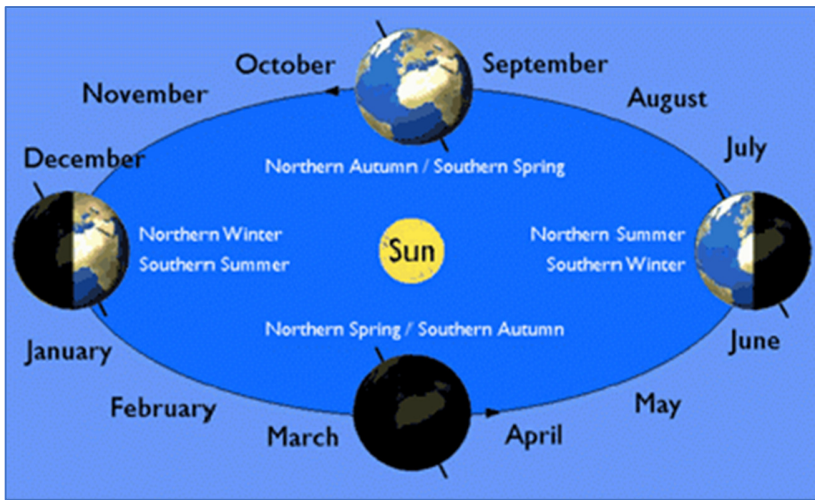 October
September
November
August
December
July
Northern Autumn / Southern Spring
Northern Winter
Southern Summer
Sun
Northern Summer
Southern Winter
Northern Spring / Southern Autumn
January
June
February
May
March
April